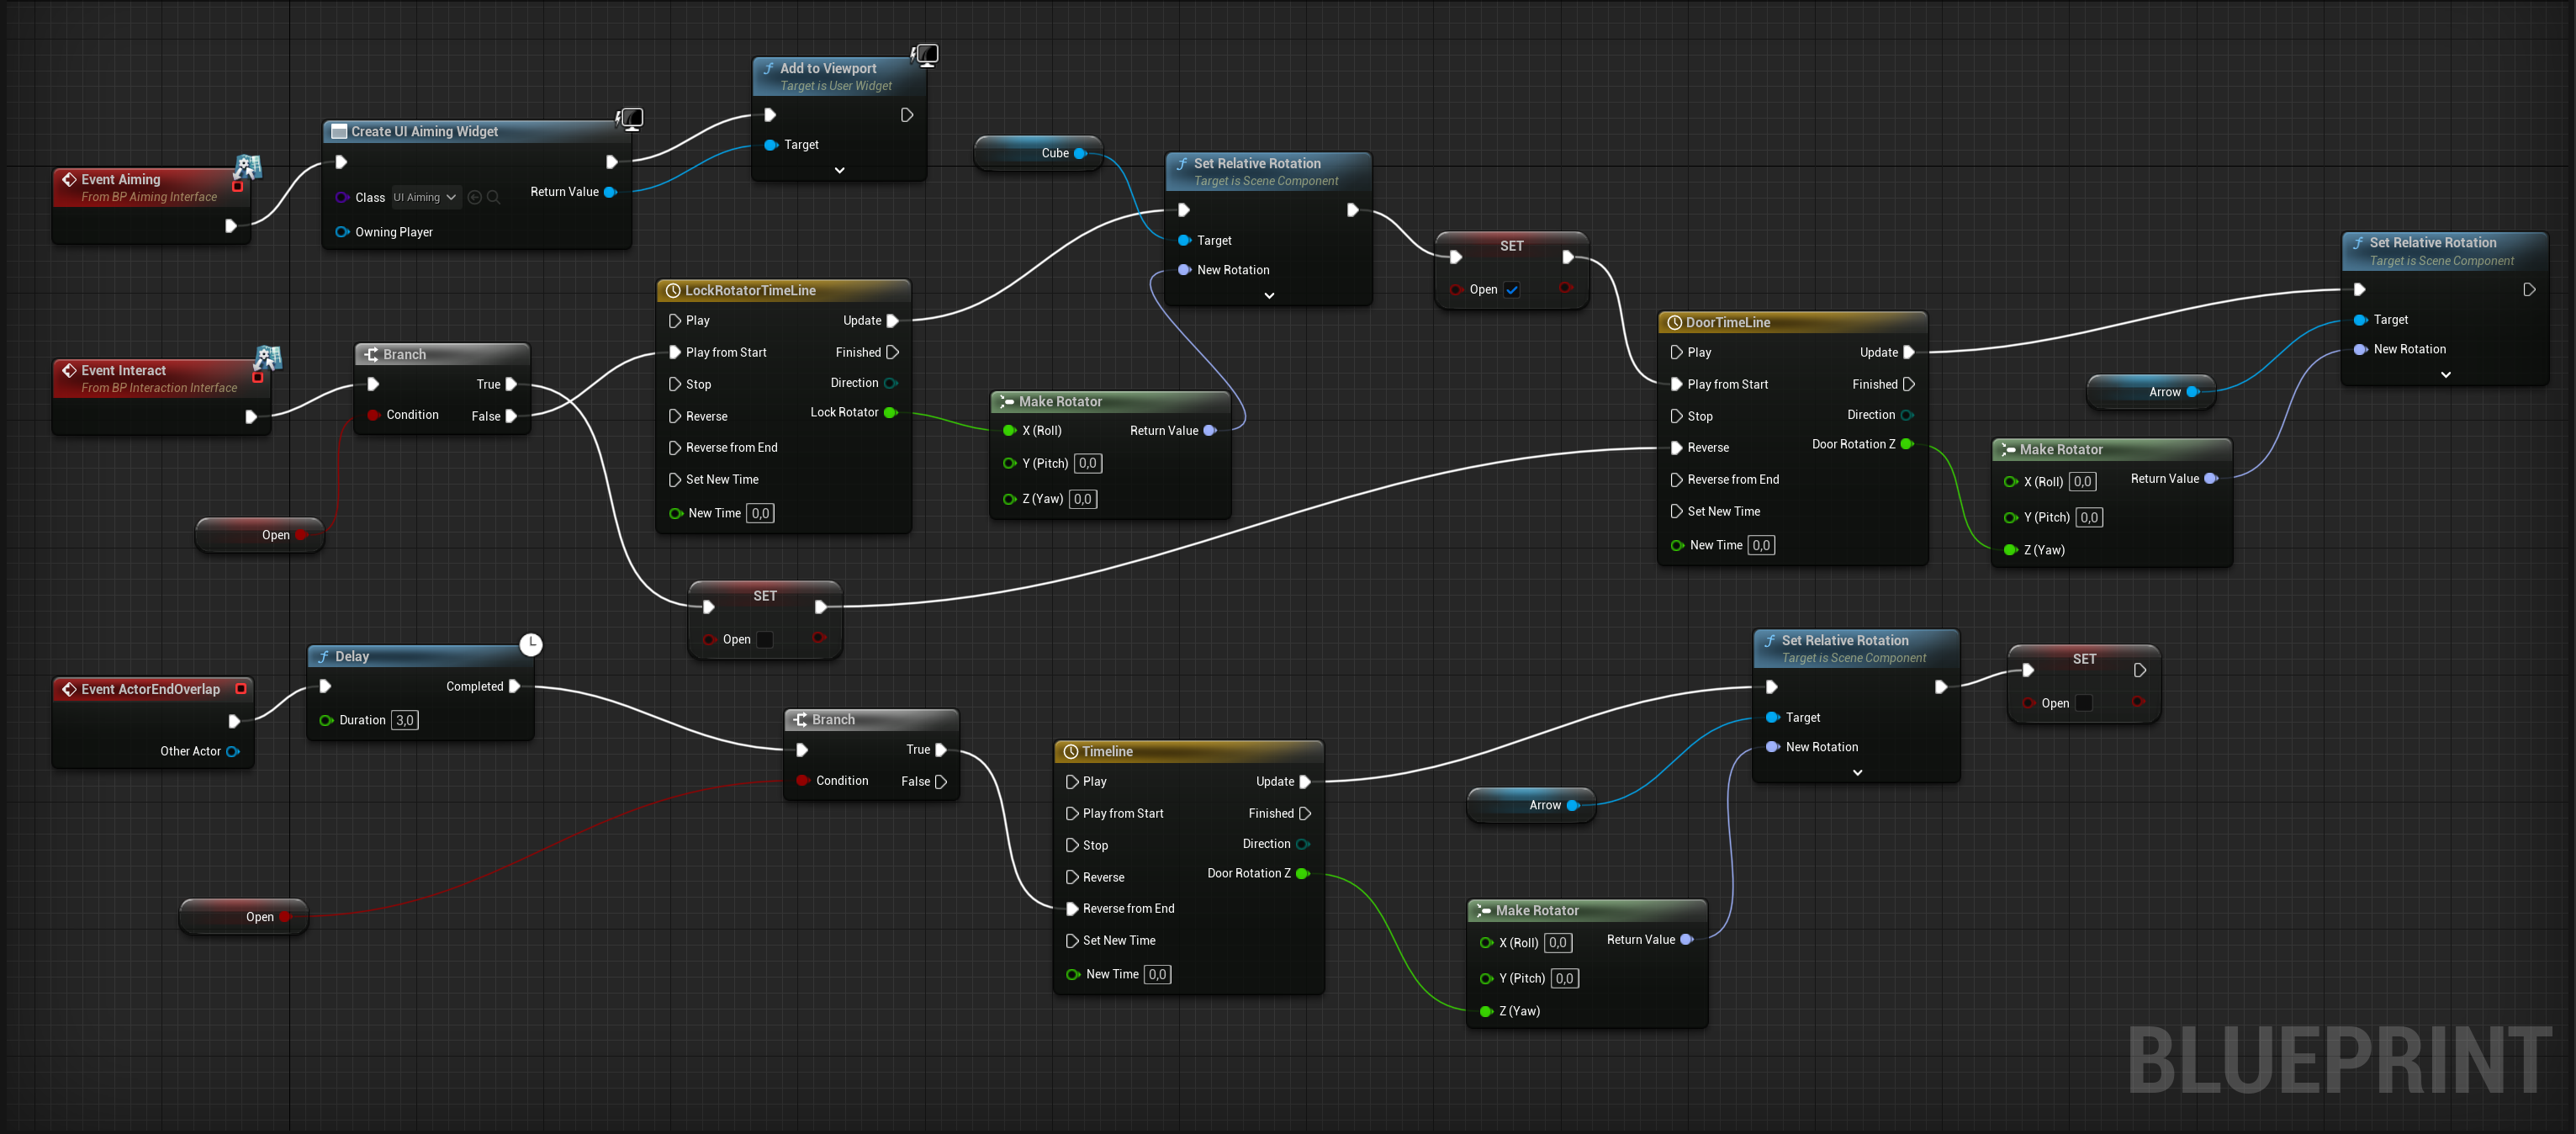 Add to Viewport
Target is User Widget
Target
Create UI Aiming Widget
Class UI Aiming
Return Value
Owning Player
Event Aiming
From BP Aiming Interface
Cube
Set Relative Rotation
Target is Scene Component
Target
New Rotation
SET
Open
LockRotatorTimeLine
Play Update
Play from Start Finished
Stop Direction
Reverse Lock Rotator
Reverse from End
Set New Time
New Time 0,0
Event Interact
From BP Interaction Interface
Branch
True
Condition False
Open
Make Rotator
X (Roll) Return Value
Y (Pitch) 0,0
Z (Yaw) 0,0
DoorTimeLine
Play Update
Play from Start Finished
Stop Direction
Reverse Door Rotation Z
Reverse from End
Set New Time
New Time 0,0
Set Relative Rotation
Target is Scene Component
Target
New Rotation
Arrow
Make Rotator
X (Roll) 0,0 Return Value
Y (Pitch) 0,0
Z (Yaw)
SET
Open
Event ActorEndOverlap
Other Actor
Delay
Completed
Duration 3,0
Branch
True
Condition False
Open
Timeline
Play Update
Play from Start Finished
Stop Direction
Reverse Door Rotation Z
Reverse from End
Set New Time
New Time 0,0
Set Relative Rotation
Target is Scene Component
Target
New Rotation
SET
Open
Arrow
Make Rotator
X (Roll) 0,0 Return Value
Y (Pitch) 0,0
Z (Yaw)
BLUEPRINT